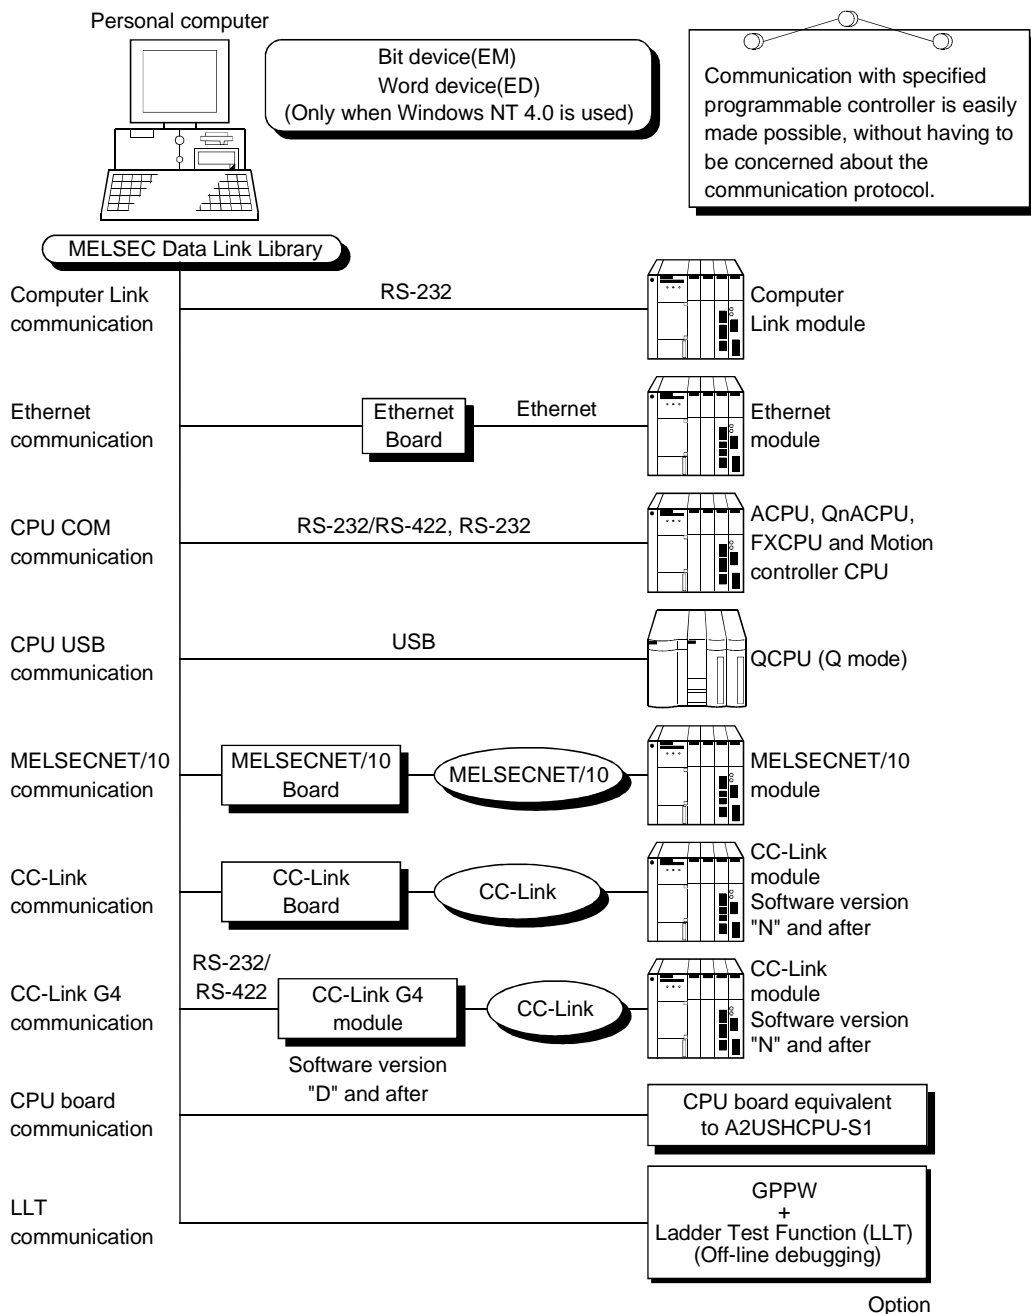 Personal computer
Bit device(EM)
Word device(ED)
(Only when Windows NT 4.0 is used)
Communication with specified
programmable controller is easily
made possible, without having to
be concerned about the
communication protocol.
MELSEC Data Link Library
Computer Link
communication
RS-232
Computer
Link module
Ethernet
communication
Ethernet
Board
Ethernet
Ethernet
module
CPU COM
communication
RS-232/RS-422, RS-232
ACPU, QnACPU,
FXCPU and Motion
controller CPU
CPU USB
communication
USB
QCPU (Q mode)
MELSECNET/10
communication
MELSECNET/10
Board
MELSECNET/10
MELSECNET/10
module
CC-Link
communication
CC-Link
Board
CC-Link
CC-Link
module
Software version
"N" and after
CC-Link G4
communication
RS-232/
RS-422
CC-Link G4
module
Software version
"D" and after
CC-Link
CC-Link
module
Software version
"N" and after
CPU board
communication
CPU board equivalent
to A2USHCPU-S1
LLT
communication
GPPW
+
Ladder Test Function (LLT)
(Off-line debugging)
Option